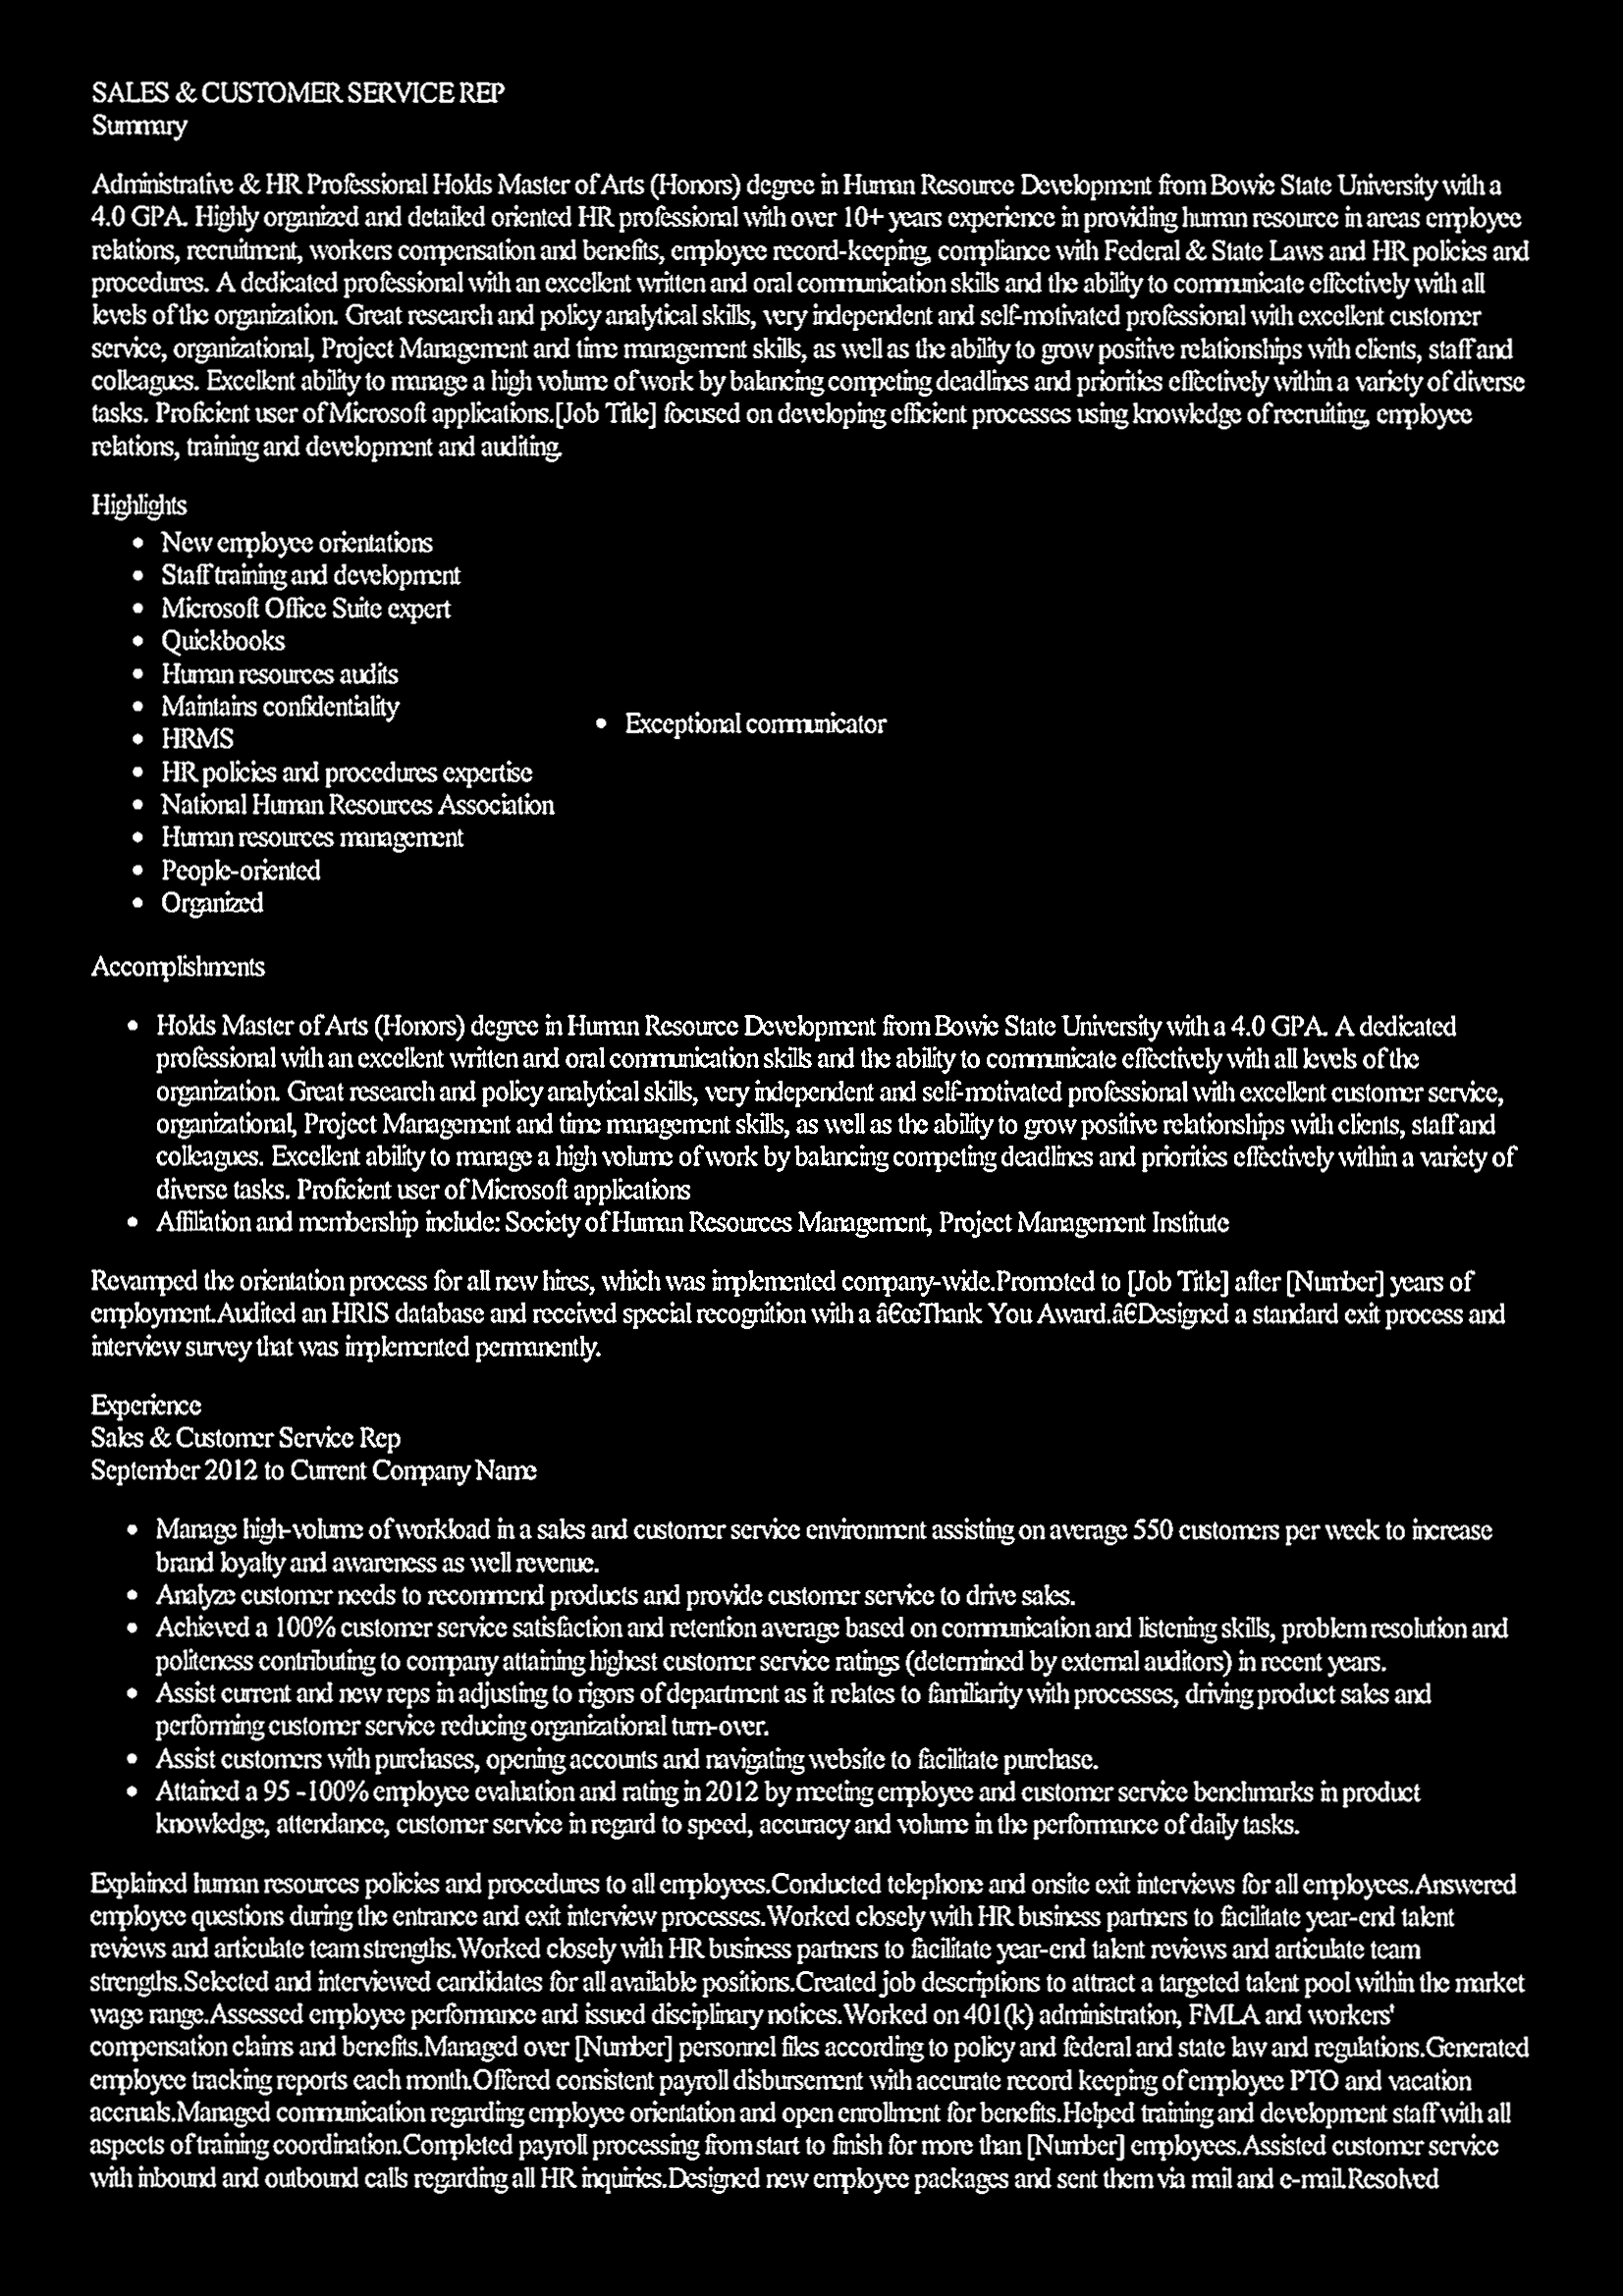 SALES & CUSTOMER SERVICE REP
Summary
Administrative & HR Professional Holds Master of Arts (Honors) degree in Human Resource Development from Bowie State University with a
4.0 GPA. Highly organized and detailed oriented HR professional with over 10+ years experience in providing human resource in areas employee
relations, recruitment, workers compensation and benefits, employee record-keeping, compliance with Federal & State Laws and HR policies and
procedures. A dedicated professional with an excellent written and oral communication skills and the ability to communicate effectively with all
levels of the organization. Great research and policy analytical skills, very independent and self-motivated professional with excellent customer
service, organizational, Project Management and time management skills, as well as the ability to grow positive relationships with clients, staff and
colleagues. Excellent ability to manage a high volume of work by balancing competing deadlines and priorities effectively within a variety of diverse
tasks. Proficient user of Microsoft applications.[Job Title] focused on developing efficient processes using knowledge of recruiting, employee
relations, training and development and auditing.
Highlights
• New employee orientations
• Staff training and development
• Microsoft Office Suite expert
• Quickbooks
• Human resources audits
• Maintains confidentiality
• HRMS
• HR policies and procedures expertise
• National Human Resources Association
• Human resources management
• People-oriented
• Organized
• Exceptional communicator
Accomplishments
• Holds Master of Arts (Honors) degree in Human Resource Development from Bowie State University with a 4.0 GPA. A dedicated
professional with an excellent written and oral communication skills and the ability to communicate effectively with all levels of the
organization. Great research and policy analytical skills, very independent and self-motivated professional with excellent customer service,
organizational, Project Management and time management skills, as well as the ability to grow positive relationships with clients, staff and
colleagues. Excellent ability to manage a high volume of work by balancing competing deadlines and priorities effectively within a variety of
diverse tasks. Proficient user of Microsoft applications
• Affiliation and membership include: Society of Human Resources Management, Project Management Institute
Revamped the orientation process for all new hires, which was implemented company-wide.Promoted to [Job Title] after [Number] years of
employment.Audited an HRIS database and received special recognition with a â€œThank You Award.â€Designed a standard exit process and
interview survey that was implemented permanently.
Experience
Sales & Customer Service Rep
September 2012 to Current Company Name
• Manage high-volume of workload in a sales and customer service environment assisting on average 550 customers per week to increase
brand loyalty and awareness as well revenue.
• Analyze customer needs to recommend products and provide customer service to drive sales.
• Achieved a 100% customer service satisfaction and retention average based on communication and listening skills, problem resolution and
politeness contributing to company attaining highest customer service ratings (determined by external auditors) in recent years.
• Assist current and new reps in adjusting to rigors of department as it relates to familiarity with processes, driving product sales and
performing customer service reducing organizational turn-over.
• Assist customers with purchases, opening accounts and navigating website to facilitate purchase.
• Attained a 95 -100% employee evaluation and rating in 2012 by meeting employee and customer service benchmarks in product
knowledge, attendance, customer service in regard to speed, accuracy and volume in the performance of daily tasks.
Explained human resources policies and procedures to all employees.Conducted telephone and onsite exit interviews for all employees.Answered
employee questions during the entrance and exit interview processes.Worked closely with HR business partners to facilitate year-end talent
reviews and articulate team strengths.Worked closely with HR business partners to facilitate year-end talent reviews and articulate team
strengths.Selected and interviewed candidates for all available positions.Created job descriptions to attract a targeted talent pool within the market
wage range.Assessed employee performance and issued disciplinary notices.Worked on 401(k) administration, FMLA and workers'
compensation claims and benefits.Managed over [Number] personnel files according to policy and federal and state law and regulations.Generated
employee tracking reports each month.Offered consistent payroll disbursement with accurate record keeping of employee PTO and vacation
accruals.Managed communication regarding employee orientation and open enrollment for benefits.Helped training and development staff with all
aspects of training coordination.Completed payroll processing from start to finish for more than [Number] employees.Assisted customer service
with inbound and outbound calls regarding all HR inquiries.Designed new employee packages and sent them via mail and e-mail.Resolved